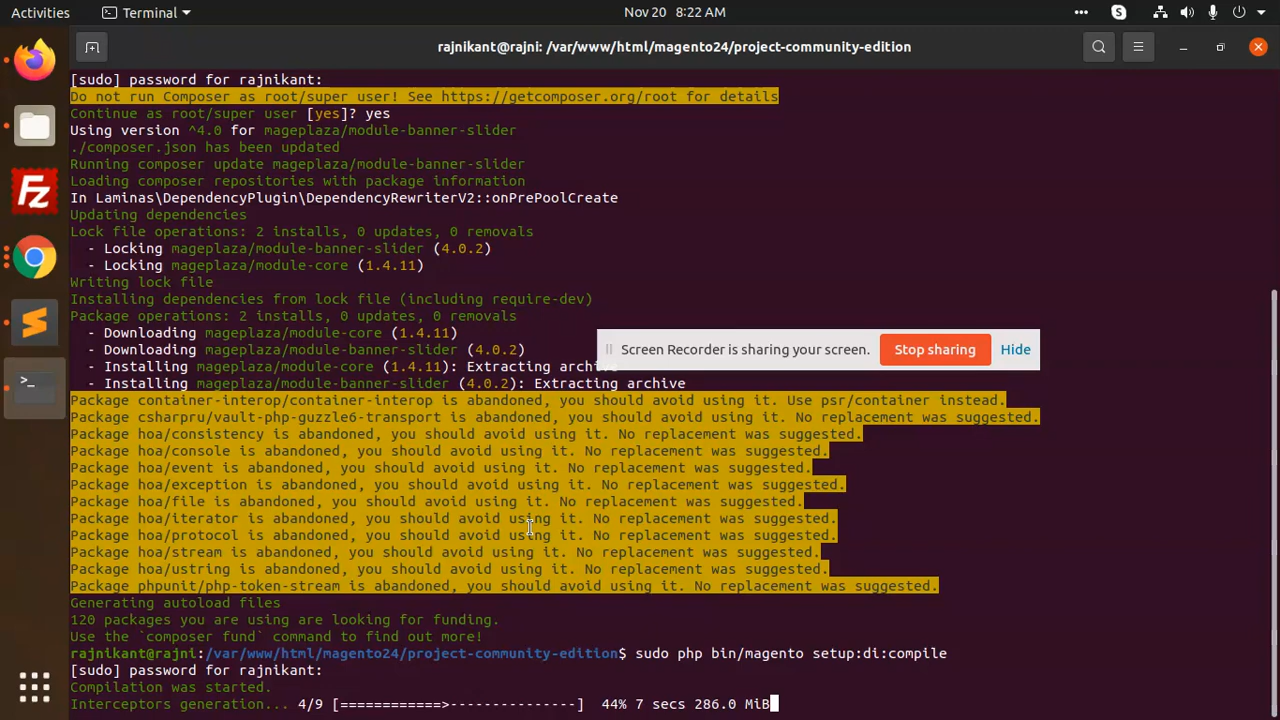 Activities
Terminal
Nov 20 8:22 AM
rajnikant@rajni: /var/www/html/magento24/project-community-edition
[sudo] password for rajnikant:
Do not run Composer as root/super user! See https://getcomposer.org/root for details
Continue as root/super user [yes]? yes
Using version ^4.0 for mageplaza/module-banner-slider
./composer.json has been updated
Running composer update mageplaza/module-banner-slider
Loading composer repositories with package information
In Laminas\DependencyPlugin\DependencyRewriterV2::onPrePoolCreate
Updating dependencies
Lock file operations: 2 installs, 0 updates, 0 removals
- Locking mageplaza/module-banner-slider (4.0.2)
- Locking mageplaza/module-core (1.4.11)
Writing lock file
Installing dependencies from lock file (including require-dev)
Package operations: 2 installs, 0 updates, 0 removals
- Downloading mageplaza/module-core (1.4.11)
- Downloading mageplaza/module-banner-slider (4.0.2)
Screen Recorder is sharing your screen. Stop sharing Hide
- Installing mageplaza/module-core (1.4.11): Extracting
- Installing mageplaza/module-banner-slider (4.0.2): Extracting archive
Package container-interop/container-interop is abandoned, you should avoid using it. Use psr/container instead.
Package csharpru/vault-php-guzzle6-transport is abandoned, you should avoid using it. No replacement was suggested.
Package hoa/consistency is abandoned, you should avoid using it. No replacement was suggested.
Package hoa/console is abandoned, you should avoid using it. No replacement was suggested.
Package hoa/event is abandoned, you should avoid using it. No replacement was suggested.
Package hoa/exception is abandoned, you should avoid using it. No replacement was suggested.
Package hoa/file is abandoned, you should avoid using it. No replacement was suggested.
Package hoa/iterator is abandoned, you should avoid using it. No replacement was suggested.
Package hoa/protocol is abandoned, you should avoid using it. No replacement was suggested.
Package hoa/stream is abandoned, you should avoid using it. No replacement was suggested.
Package hoa/ustring is abandoned, you should avoid using it. No replacement was suggested.
Package phpunit/php-token-stream is abandoned, you should avoid using it. No replacement was suggested.
Generating autoload files
120 packages you are using are looking for funding.
Use the `composer fund` command to find out more!
rajnikant@rajni:/var/www/html/magento24/project-community-edition$ sudo php bin/magento setup:di:compile
[sudo] password for rajnikant:
Compilation was started.
Interceptors generation... 4/9 [============>---------------] 44% 7 secs 286.0 MiB